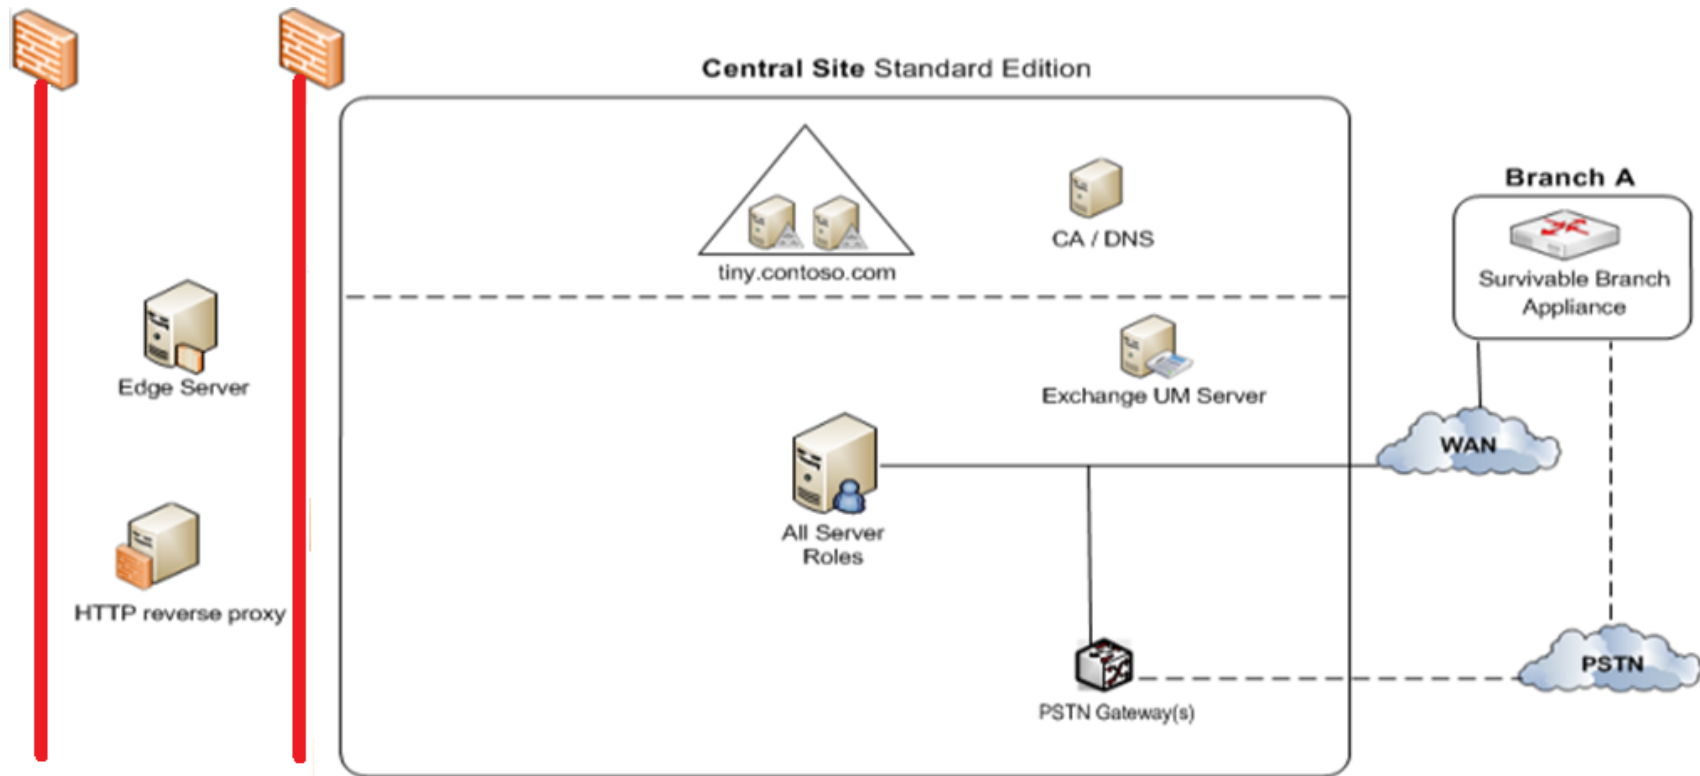 Central Site Standard Edition
tiny.contoso.com
CA / DNS
Branch A
Survivable Branch
Appliance
Edge Server
Exchange UM Server
WAN
All Server
Roles
HTTP reverse proxy
PSTN
PSTN Gateway(s)